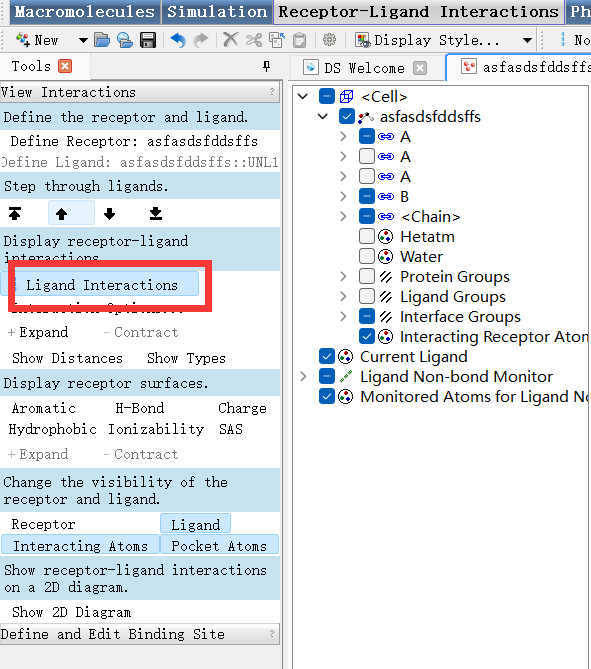 Macromolecules Simulation Receptor-Ligand Interactions Ph
New Display Style... No
Tools DS Welcome asfasdsfddsffs
View Interactions ?
Define the receptor and ligand.
Define Receptor: asfasdsfddsffs
Define Ligand: asfasdsfddsffs::UNL1
Step through ligands.
Display receptor-ligand
interactions.
Ligand Interactions
+ Expand - Contract
Show Distances Show Types
Display receptor surfaces.
Aromatic H-Bond Charge
Hydrophobic Ionizability SAS
+ Expand - Contract
Change the visibility of the
receptor and ligand.
Receptor Ligand
Interacting Atoms Pocket Atoms
Show receptor-ligand interactions
on a 2D diagram.
Show 2D Diagram
Define and Edit Binding Site ?
<Cell>
asfasdsfddsffs
A
A
A
B
<Chain>
Hetatm
Water
Protein Groups
Ligand Groups
Interface Groups
Interacting Receptor Atom
Current Ligand
Ligand Non-bond Monitor
Monitored Atoms for Ligand No